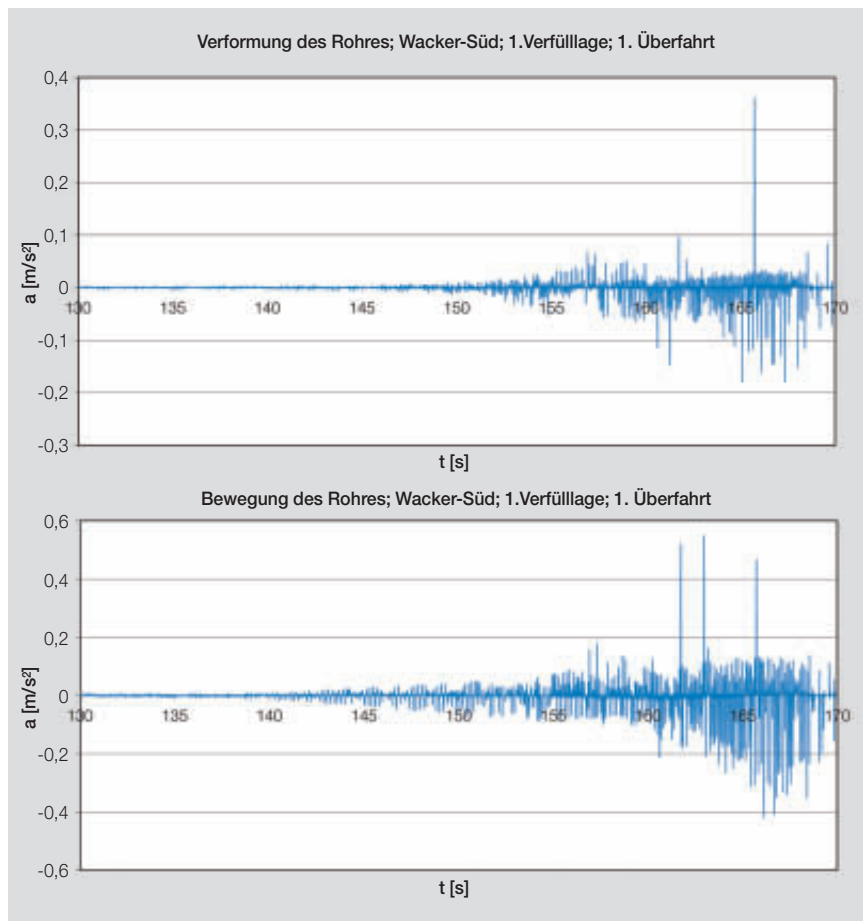 Verformung des Rohres; Wacker-Süd; 1.Verfülllage; 1. Überfahrt
0,4
0,3
0,2
0,1
0
-0,1
-0,2
-0,3
a [m/s²]
130 135 140 145 150 155 160 165 170
t [s]
Bewegung des Rohres; Wacker-Süd; 1.Verfülllage; 1. Überfahrt
0,6
0,4
0,2
0
-0,2
-0,4
-0,6
a [m/s²]
130 135 140 145 150 155 160 165 170
t [s]